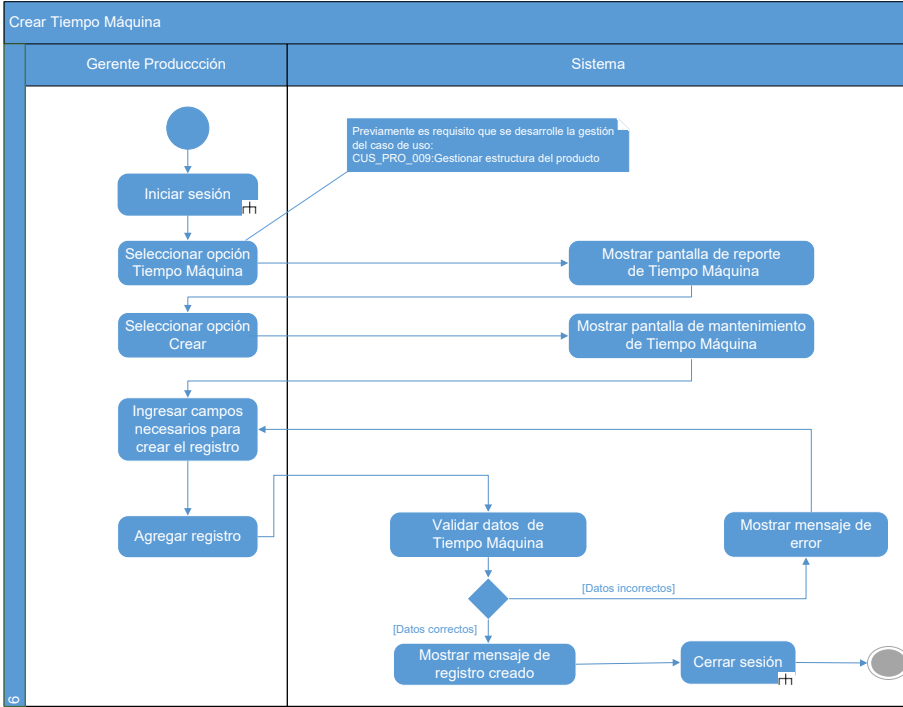 Crear Tiempo Máquina
Gerente Produccción
Sistema
Previamente es requisito que se desarrolle la gestión
del caso de uso:
CUS_PRO_009:Gestionar estructura del producto
Iniciar sesión
Seleccionar opción
Tiempo Máquina
Mostrar pantalla de reporte
de Tiempo Máquina
Seleccionar opción
Crear
Mostrar pantalla de mantenimiento
de Tiempo Máquina
Ingresar campos
necesarios para
crear el registro
Agregar registro
Validar datos de
Tiempo Máquina
Mostrar mensaje de
error
[Datos incorrectos]
[Datos correctos]
Mostrar mensaje de
registro creado
Cerrar sesión
6